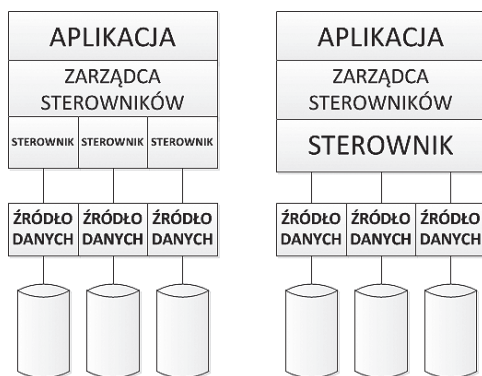 APLIKACJA
ZARZĄDCA
STEROWNIKÓW
STEROWNIK STEROWNIK STEROWNIK
ŹRÓDŁO ŹRÓDŁO ŹRÓDŁO
DANYCH DANYCH DANYCH
APLIKACJA
ZARZĄDCA
STEROWNIKÓW
STEROWNIK
ŹRÓDŁO ŹRÓDŁO ŹRÓDŁO
DANYCH DANYCH DANYCH